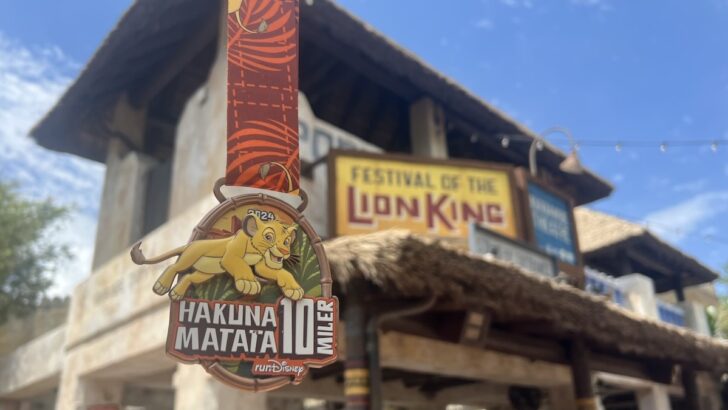 FESTIVAL OF THE
LION KING
2024
HAKUNA
MATATA
10
MILER
runDisney